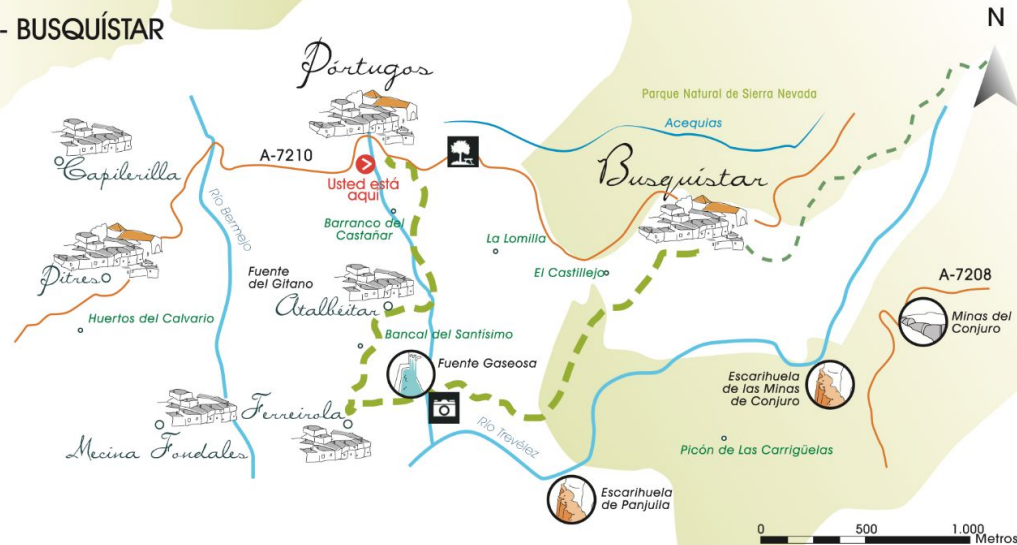 - BUSQUÍSTAR
N
Pórtugos
Parque Natural de Sierra Nevada
Acequias
A-7210
Capilerilla
Busquístar
Usted está
aquí
Río Bermejo
Barranco del
Castañar
La Lomilla
El Castillejo
Pitres
Fuente
del Gitano
Atalbéitar
A-7208
Huertos del Calvario
Bancal del Santísimo
Minas del
Conjuro
Fuente Gaseosa
Escarihuela
de las Minas
de Conjuro
Ferreirola
Mecina Fondales
Río Trevélez
Picón de Las Carrigüelas
Escarihuela
de Panjuila
0 500 1.000
Metros